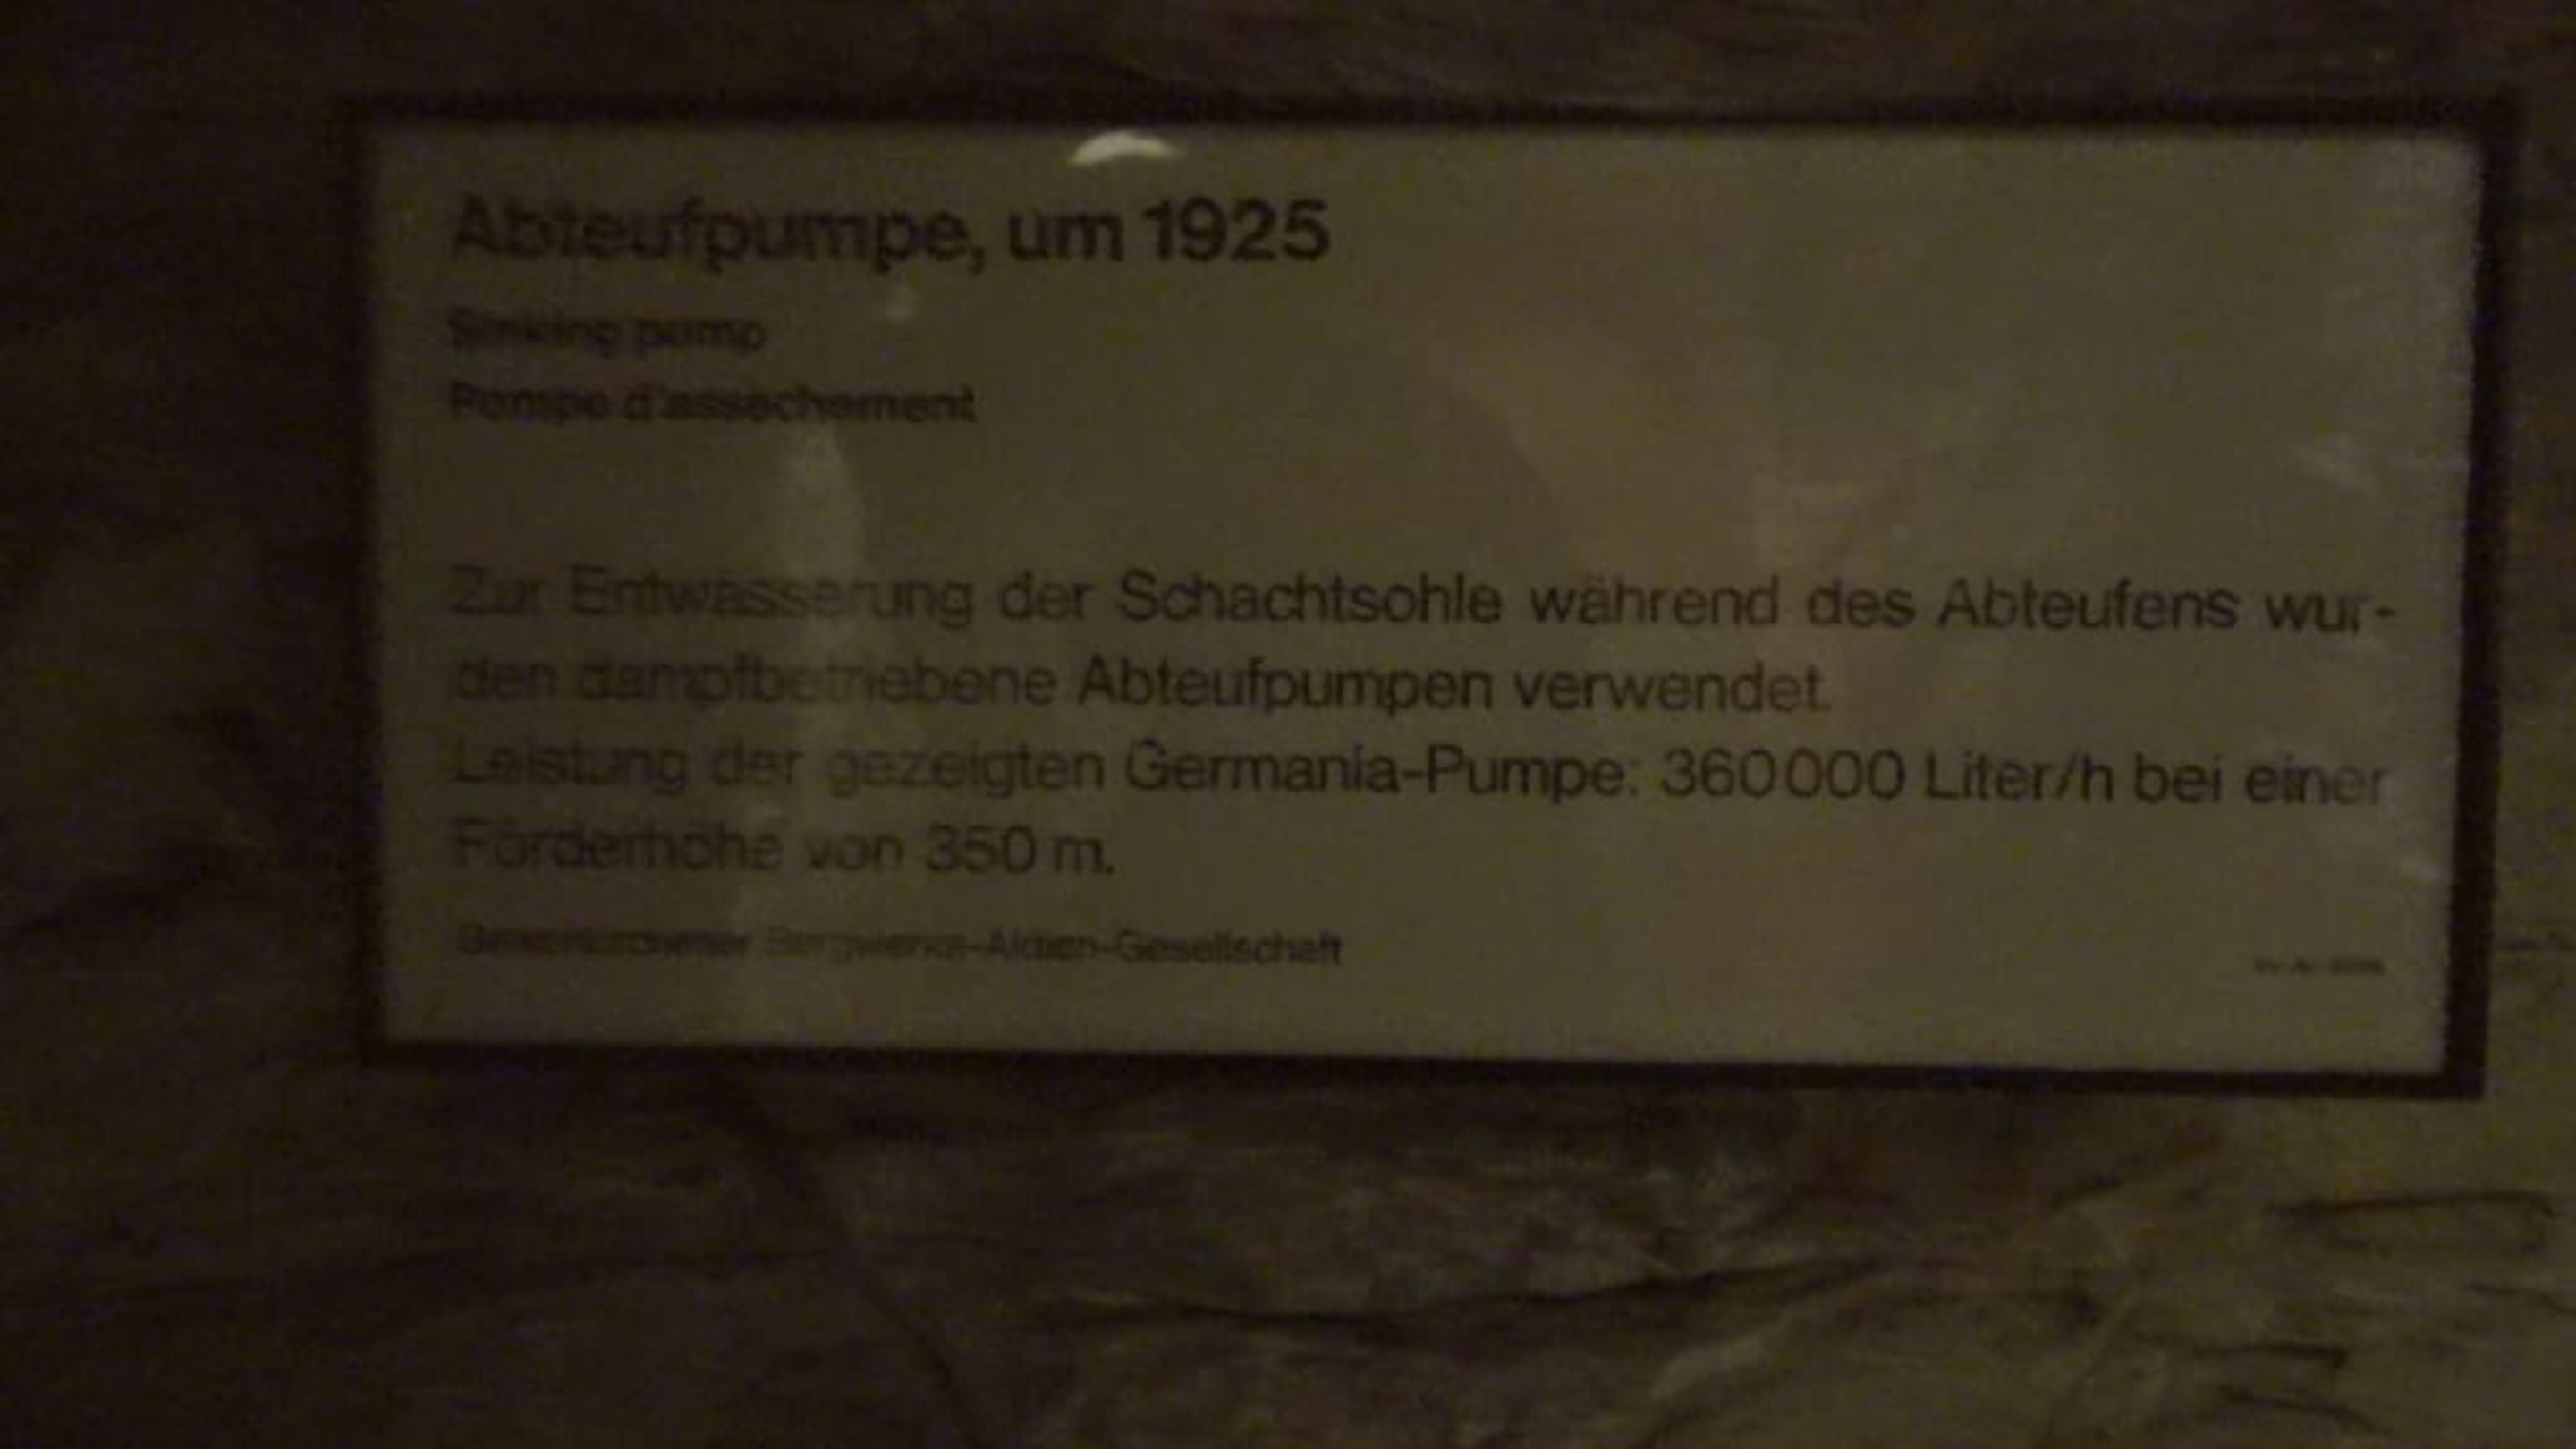 Abteufpumpe, um 1925
Sinking pump
Pompe d'assèchement
Zur Entwässerung der Schachtsohle während des Abteufens wur-
den dampfbetriebene Abteufpumpen verwendet.
Leistung der gezeigten Germania-Pumpe: 360000 Liter/h bei einer
Förderhöhe von 350 m.
Gelsenkirchener Bergwerks-Aktien-Gesellschaft